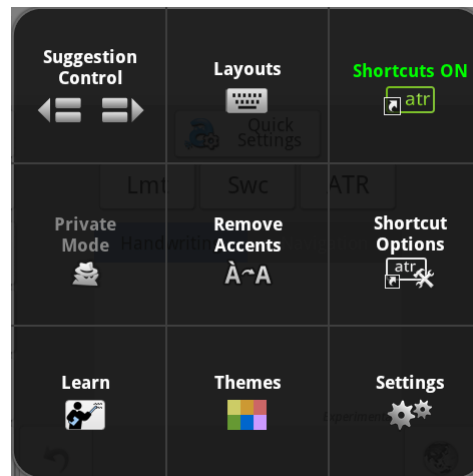 Suggestion
Control
Layouts
Shortcuts ON
atr
Quick
Settings
Lmt
Swc
ATR
Private
Mode
Remove
Accents
À~A
Shortcut
Options
atr
Learn
Themes
Settings